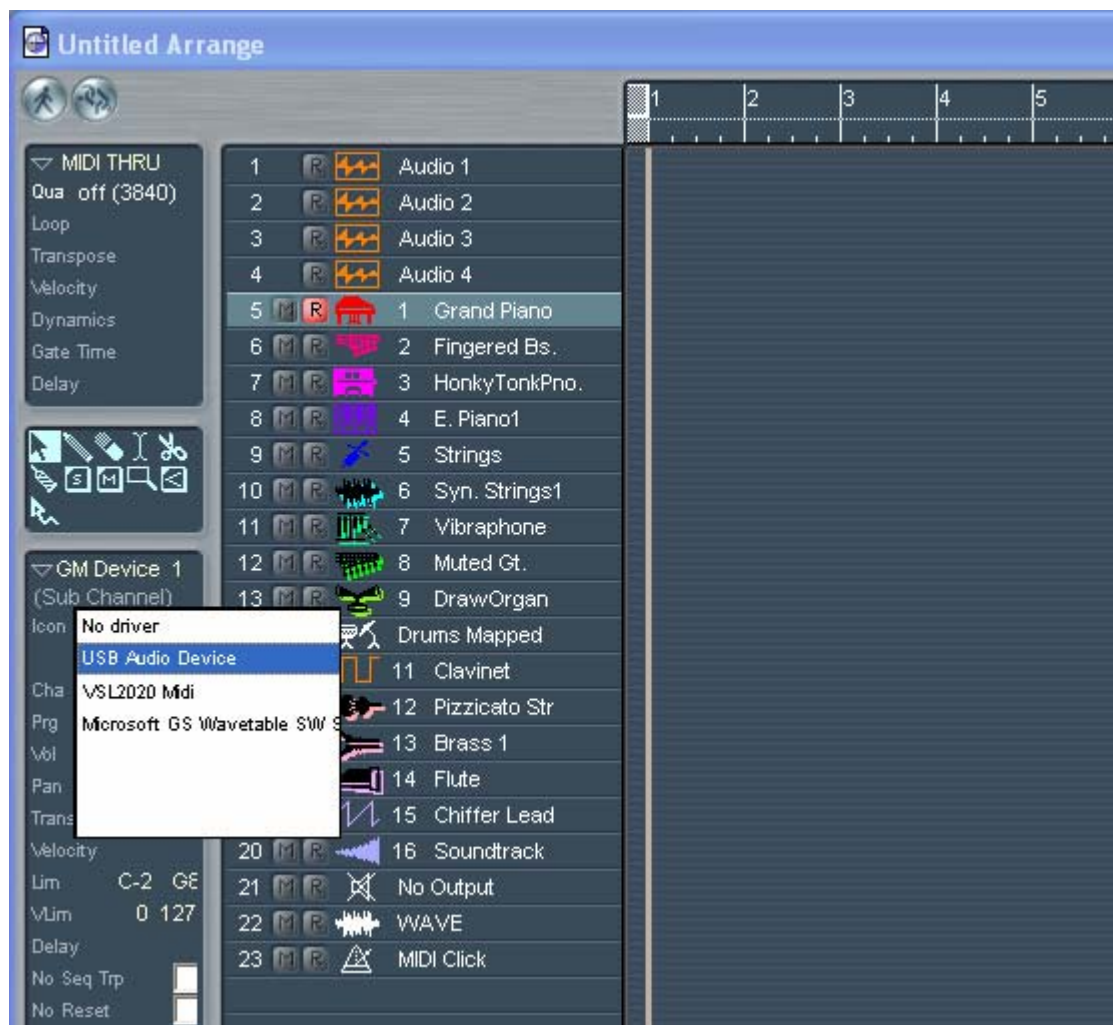 Untitled Arrange
1 2 3 4 5
MIDI THRU
Qua off (3840)
Loop
Transpose
Velocity
Dynamics
Gate Time
Delay
1 R Audio 1
2 R Audio 2
3 R Audio 3
4 R Audio 4
5 M R 1 Grand Piano
6 M R 2 Fingered Bs.
7 M R 3 HonkyTonkPno.
8 M R 4 E. Piano1
9 M R 5 Strings
10 M R 6 Syn. Strings1
11 M R 7 Vibraphone
12 M R 8 Muted Gt.
13 M R 9 DrawOrgan
Drums Mapped
11 Clavinet
12 Pizzicato Str
13 Brass 1
14 Flute
15 Chiffer Lead
20 M R 16 Soundtrack
21 M R No Output
22 M R WAVE
23 M R MIDI Click
S M
GM Device 1
(Sub Channel)
Icon
Cha
Prg
Vol
Pan
Trans
Velocity
Lim C-2 G8
VLim 0 127
Delay
No Seq Trp
No Reset
No driver
USB Audio Device
VSL2020 Midi
Microsoft GS Wavetable SW S